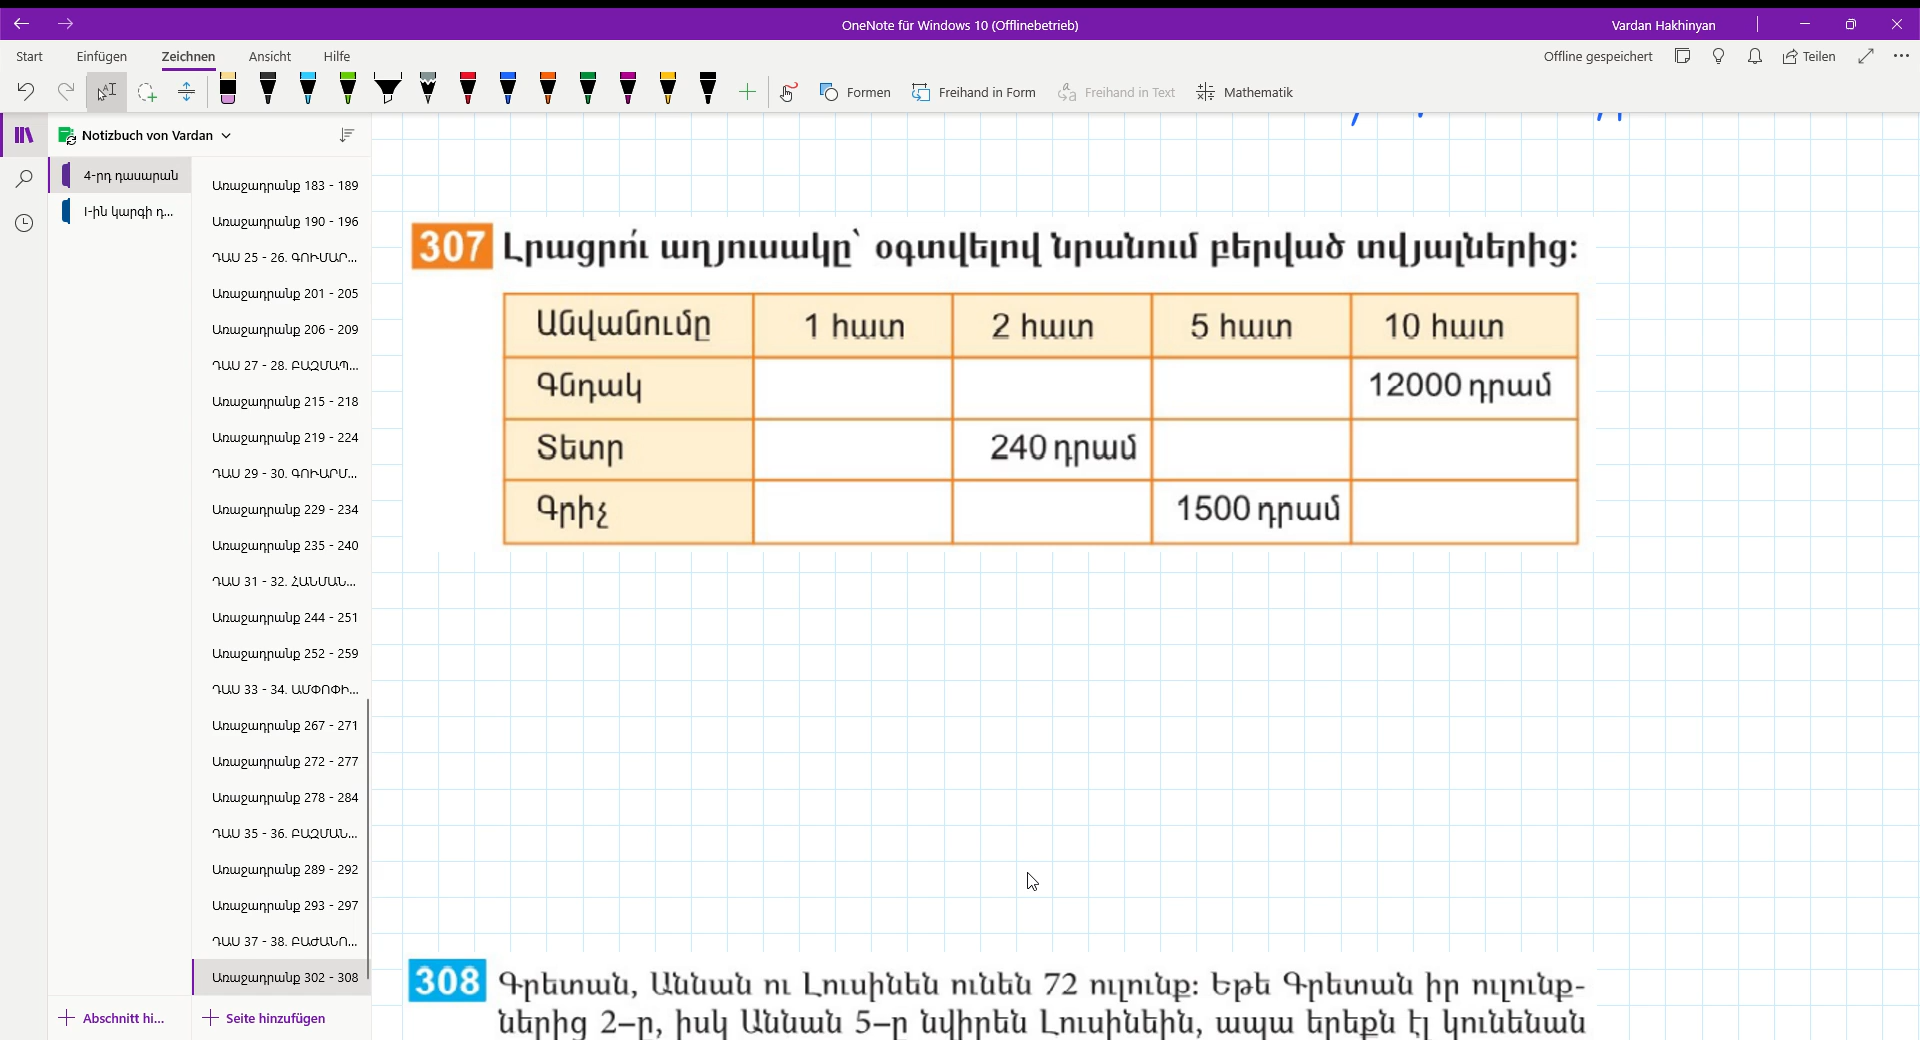 OneNote für Windows 10 (Offlinebetrieb)
Vardan Hakhinyan
Start Einfügen Zeichnen Ansicht Hilfe
Offline gespeichert
Teilen
Formen Freihand in Form Freihand in Text Mathematik
Notizbuch von Vardan
4-րդ դասարան
I-ին կարգի դ...
Առաջադրանք 183 - 189
Առաջադրանք 190 - 196
ԴԱՍ 25 - 26. ԳՈՒՄԱՐ...
Առաջադրանք 201 - 205
Առաջադրանք 206 - 209
ԴԱՍ 27 - 28. ԲԱԶՄԱՊ...
Առաջադրանք 215 - 218
Առաջադրանք 219 - 224
ԴԱՍ 29 - 30. ԳՈՒԱՐՄ...
Առաջադրանք 229 - 234
Առաջադրանք 235 - 240
ԴԱՍ 31 - 32. ՀԱՆՄԱՆ...
Առաջադրանք 244 - 251
Առաջադրանք 252 - 259
ԴԱՍ 33 - 34. ԱՄՓՈՓԻ...
Առաջադրանք 267 - 271
Առաջադրանք 272 - 277
Առաջադրանք 278 - 284
ԴԱՍ 35 - 36. ԲԱԶՄԱՆ...
Առաջադրանք 289 - 292
Առաջադրանք 293 - 297
ԴԱՍ 37 - 38. ԲԱԺԱՆՈ...
Առաջադրանք 302 - 308
Abschnitt hi...
Seite hinzufügen
307 Լրացրո՛ւ աղյուսակը՝ օգտվելով նրանում բերված տվյալներից:
Անվանումը 1 հատ 2 հատ 5 հատ 10 հատ
Գնդակ 12000 դրամ
Տետր 240 դրամ
Գրիչ 1500 դրամ
308 Գրետան, Աննան ու Լուսինեն ունեն 72 ուլունք: Եթե Գրետան իր ուլունք-
ներից 2–ը, իսկ Աննան 5–ը նվիրեն Լուսինեին, ապա երեքն էլ կունենան